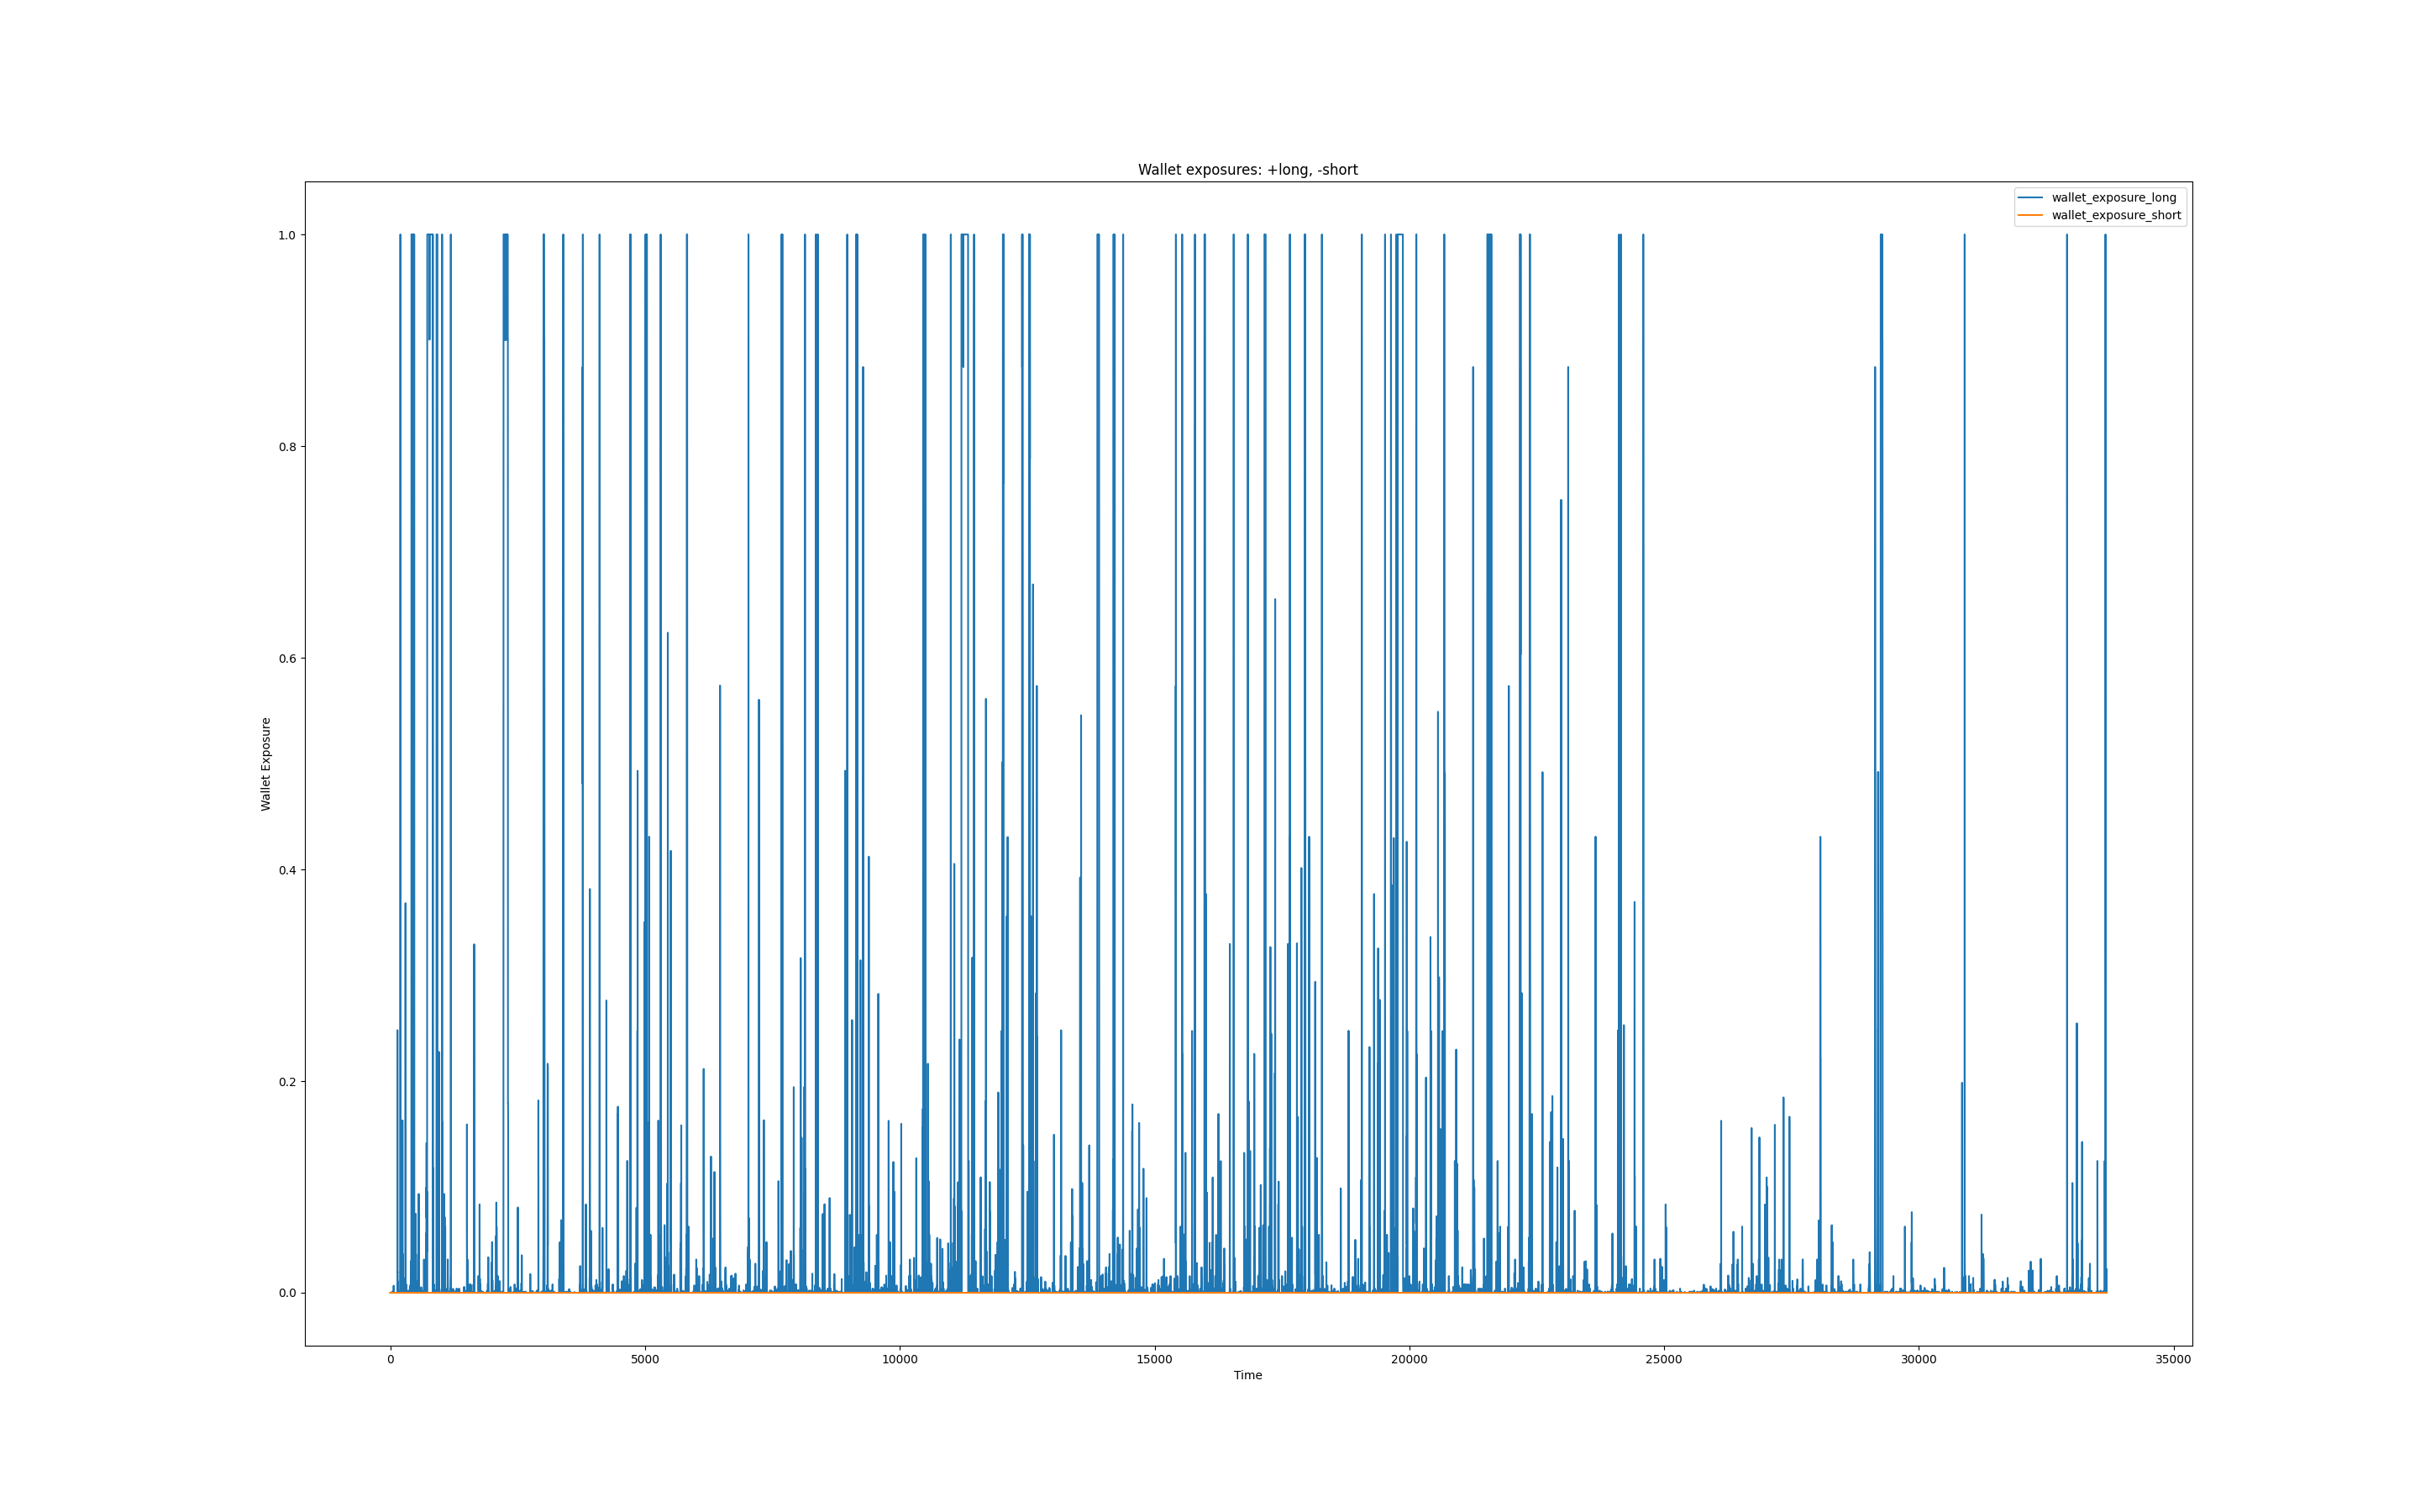 Wallet exposures: +long, -short
wallet_exposure_long
wallet_exposure_short
1.0
0.8
0.6
0.4
0.2
0.0
Wallet Exposure
0 5000 10000 15000 20000 25000 30000 35000
Time